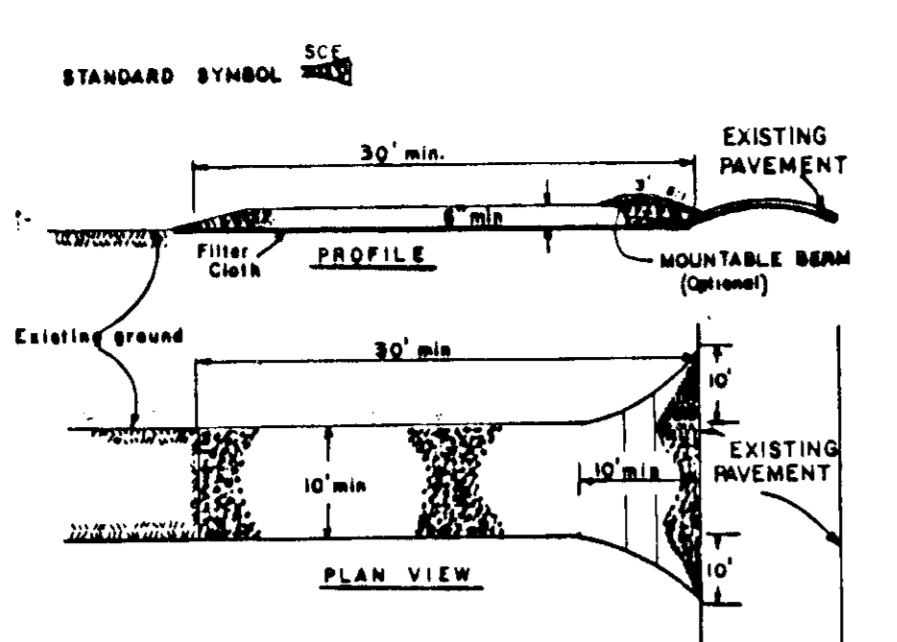 SCE
STANDARD SYMBOL
30' min.
EXISTING
PAVEMENT
3'
6" min
Filter
Cloth
PROFILE
MOUNTABLE BERM
(Optional)
Existing ground
30' min
10'
10' min
10' min
EXISTING
PAVEMENT
10'
PLAN VIEW